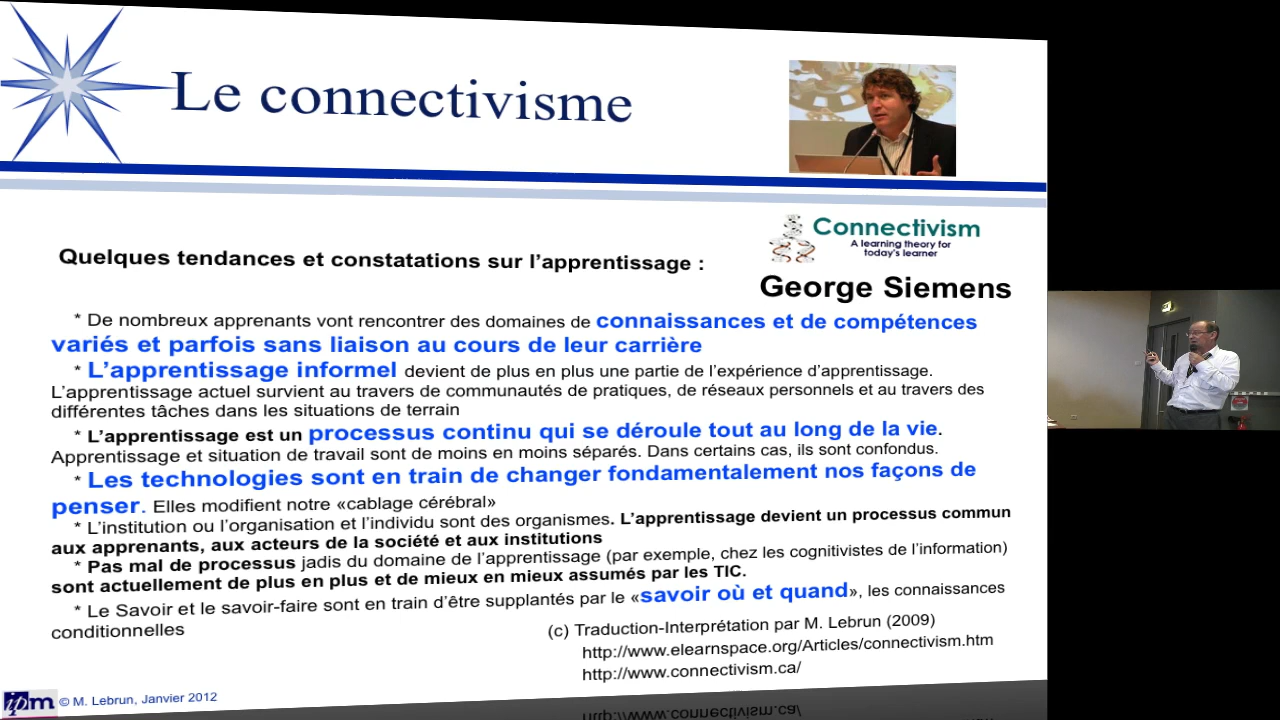 Le connectivisme
Connectivism
A learning theory for
today's learner
George Siemens
Quelques tendances et constatations sur l'apprentissage :
* De nombreux apprenants vont rencontrer des domaines de connaissances et de compétences
variés et parfois sans liaison au cours de leur carrière
* L'apprentissage informel devient de plus en plus une partie de l'expérience d'apprentissage.
L'apprentissage actuel survient au travers de communautés de pratiques, de réseaux personnels et au travers des
différentes tâches dans les situations de terrain
* L'apprentissage est un processus continu qui se déroule tout au long de la vie.
Apprentissage et situation de travail sont de moins en moins séparés. Dans certains cas, ils sont confondus.
* Les technologies sont en train de changer fondamentalement nos façons de
penser. Elles modifient notre «cablage cérébral»
* L'institution ou l'organisation et l'individu sont des organismes. L'apprentissage devient un processus commun
aux apprenants, aux acteurs de la société et aux institutions
* Pas mal de processus jadis du domaine de l'apprentissage (par exemple, chez les cognitivistes de l'information)
sont actuellement de plus en plus et de mieux en mieux assumés par les TIC.
* Le Savoir et le savoir-faire sont en train d'être supplantés par le «savoir où et quand», les connaissances
conditionnelles
(c) Traduction-Interprétation par M. Lebrun (2009)
http://www.elearnspace.org/Articles/connectivism.htm
http://www.connectivism.ca/
ipm © M. Lebrun, Janvier 2012
http://www.connectivism.ca/